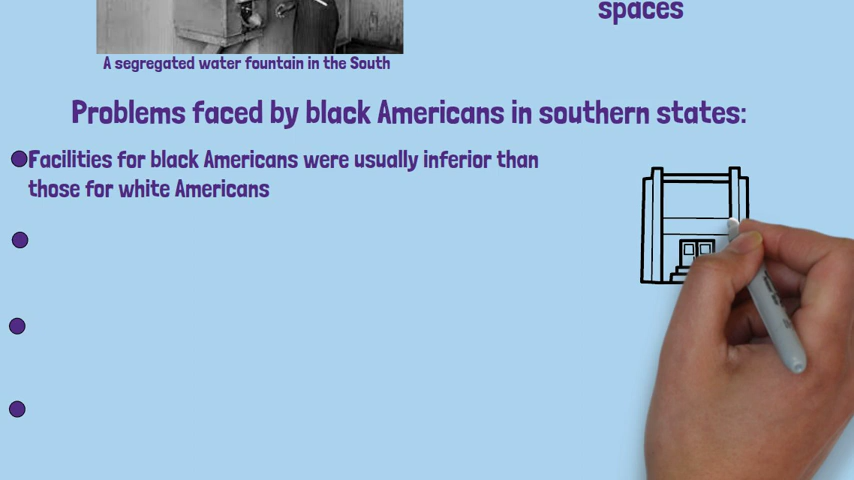 spaces
A segregated water fountain in the South
Problems faced by black Americans in southern states:
Facilities for black Americans were usually inferior than
those for white Americans